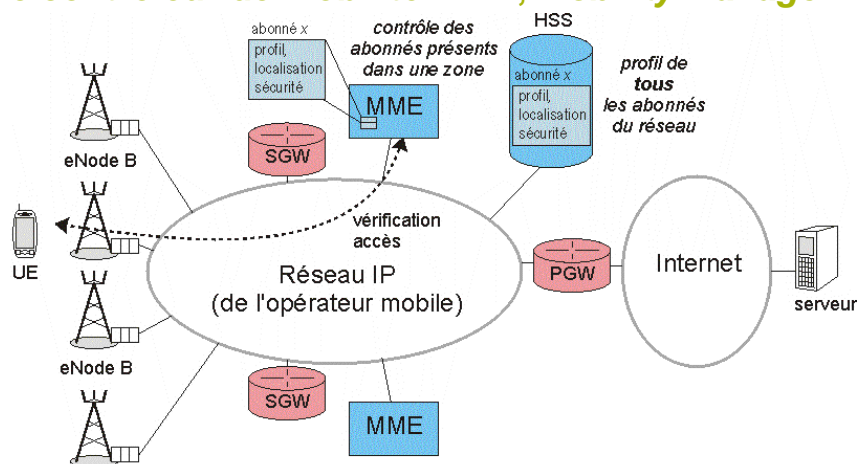 abonné x
profil,
localisation
sécurité
contrôle des
abonnés présents
dans une zone
MME
HSS
abonné x
profil,
localisation
sécurité
profil de
tous
les abonnés
du réseau
eNode B
SGW
vérification
accès
UE
Réseau IP
(de l'opérateur mobile)
PGW
Internet
serveur
eNode B
SGW
MME